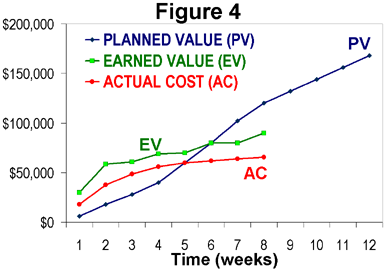 Figure 4
PLANNED VALUE (PV)
EARNED VALUE (EV)
ACTUAL COST (AC)
$200,000
$150,000
$100,000
$50,000
$0
PV
EV
AC
1 2 3 4 5 6 7 8 9 10 11 12
Time (weeks)